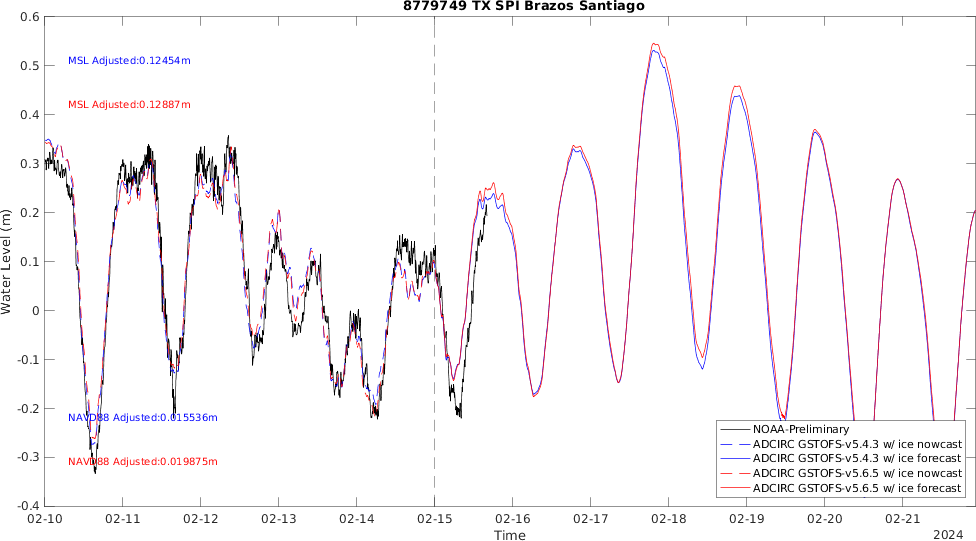 8779749 TX SPI Brazos Santiago
Water Level (m)
0.6
0.5
0.4
0.3
0.2
0.1
0
-0.1
-0.2
-0.3
-0.4
MSL Adjusted:0.12454m
MSL Adjusted:0.12887m
NAVD88 Adjusted:0.015536m
NAVD88 Adjusted:0.019875m
NOAA-Preliminary
ADCIRC GSTOFS-v5.4.3 w/ ice nowcast
ADCIRC GSTOFS-v5.4.3 w/ ice forecast
ADCIRC GSTOFS-v5.6.5 w/ ice nowcast
ADCIRC GSTOFS-v5.6.5 w/ ice forecast
02-10 02-11 02-12 02-13 02-14 02-15 02-16 02-17 02-18 02-19 02-20 02-21
Time
2024